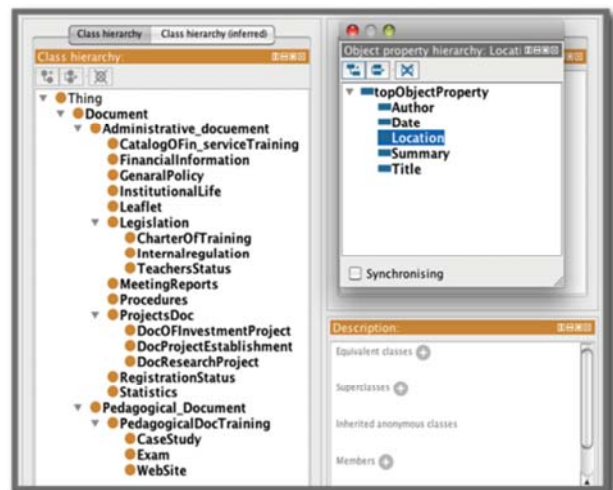 Class hierarchy
Class hierarchy (inferred)
Class hierarchy:
Thing
Document
Administrative_docuement
CatalogOFin_serviceTraining
FinancialInformation
GenaralPolicy
InstitutionalLife
Leaflet
Legislation
CharterOfTraining
Internalregulation
TeachersStatus
MeetingReports
Procedures
ProjectsDoc
DocOFInvestmentProject
DocProjectEstablishment
DocResearchProject
RegistrationStatus
Statistics
Pedagogical_Document
PedagogicalDocTraining
CaseStudy
Exam
WebSite
Object property hierarchy: Locati
topObjectProperty
Author
Date
Location
Summary
Title
Synchronising
Description:
Equivalent classes
Superclasses
Inherited anonymous classes
Members